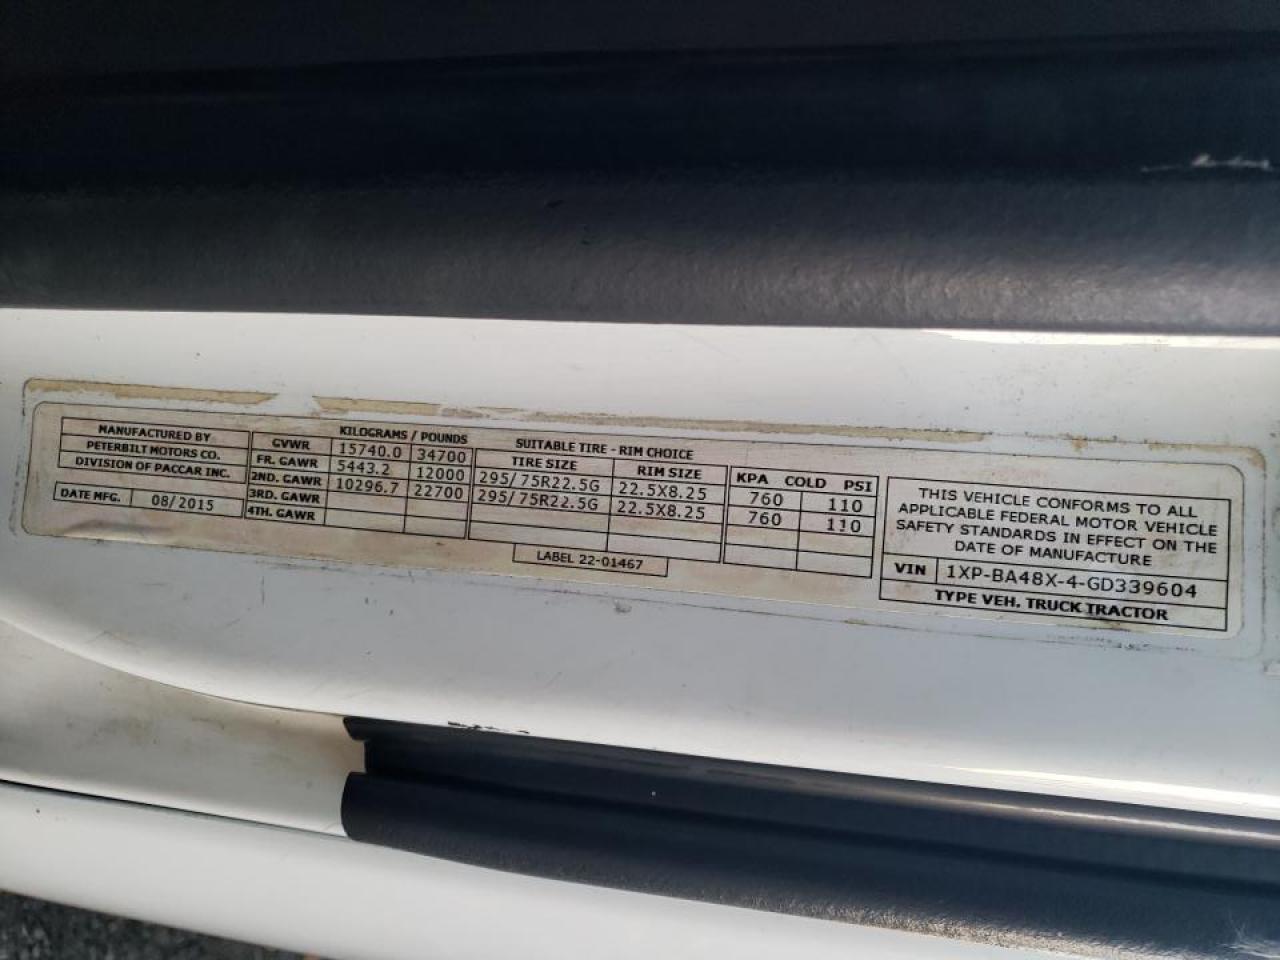 MANUFACTURED BY
PETERBILT MOTORS CO.
DIVISION OF PACCAR INC.
DATE MFG. 08/2015
KILOGRAMS / POUNDS
GVWR 15740.0 34700
FR. GAWR 5443.2 12000
2ND. GAWR 10296.7 22700
3RD. GAWR
4TH. GAWR
SUITABLE TIRE - RIM CHOICE
TIRE SIZE RIM SIZE
295/75R22.5G 22.5X8.25
295/75R22.5G 22.5X8.25
KPA COLD PSI
760 110
760 110
LABEL 22-01467
THIS VEHICLE CONFORMS TO ALL
APPLICABLE FEDERAL MOTOR VEHICLE
SAFETY STANDARDS IN EFFECT ON THE
DATE OF MANUFACTURE
VIN 1XP-BA48X-4-GD339604
TYPE VEH. TRUCK TRACTOR